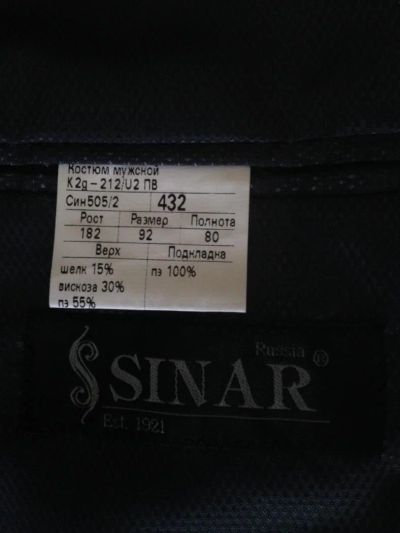 Костюм мужской
K2g-212/U2 ПВ
Син505/2 432
Рост Размер Полнота
182 92 80
Верх Подкладка
шелк 15% пэ 100%
вискоза 30%
пэ 55%
Russia ®
SINAR
Est. 1921